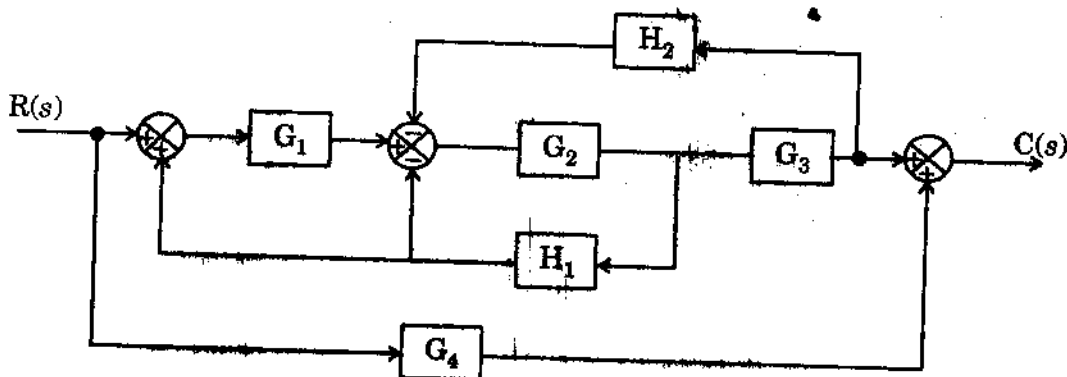 H₂
R(s)
+ + G₁ + − − G₂ G₃ + + C(s)
H₁
G₄